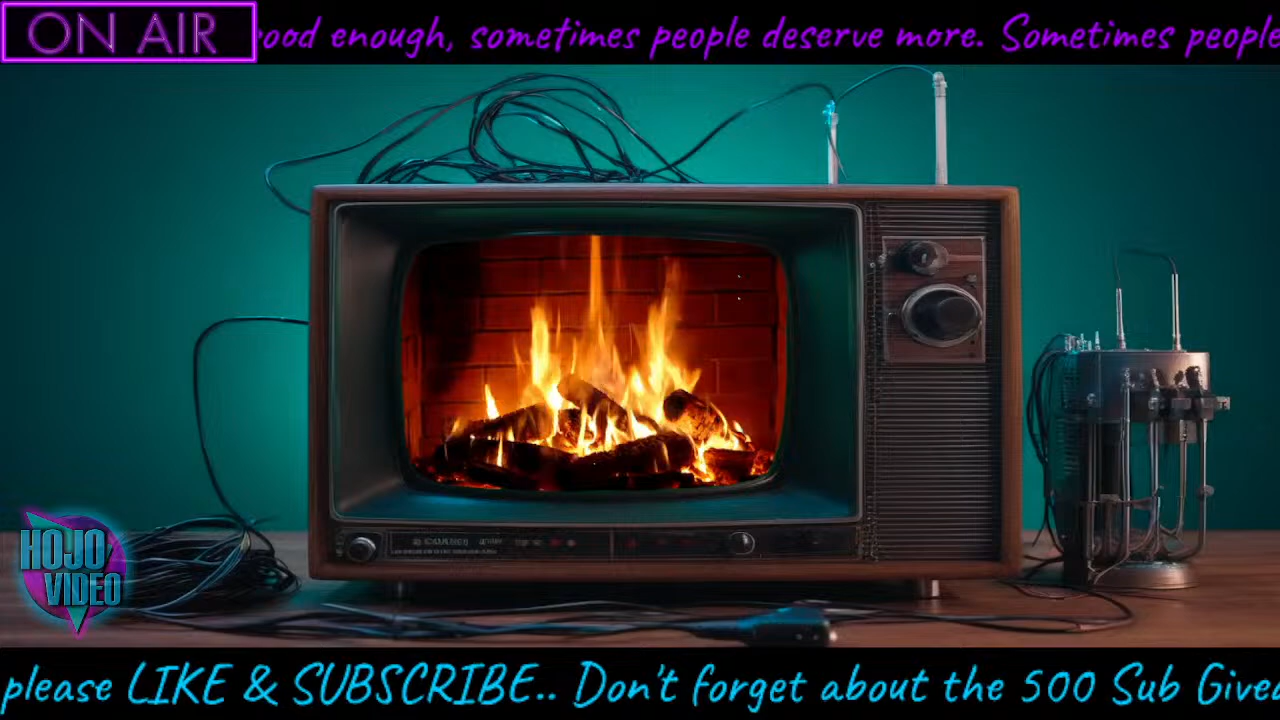 ON AIR
ood enough, sometimes people deserve more. Sometimes people
HOJO
VIDEO
please LIKE & SUBSCRIBE.. Don't forget about the 500 Sub Givea